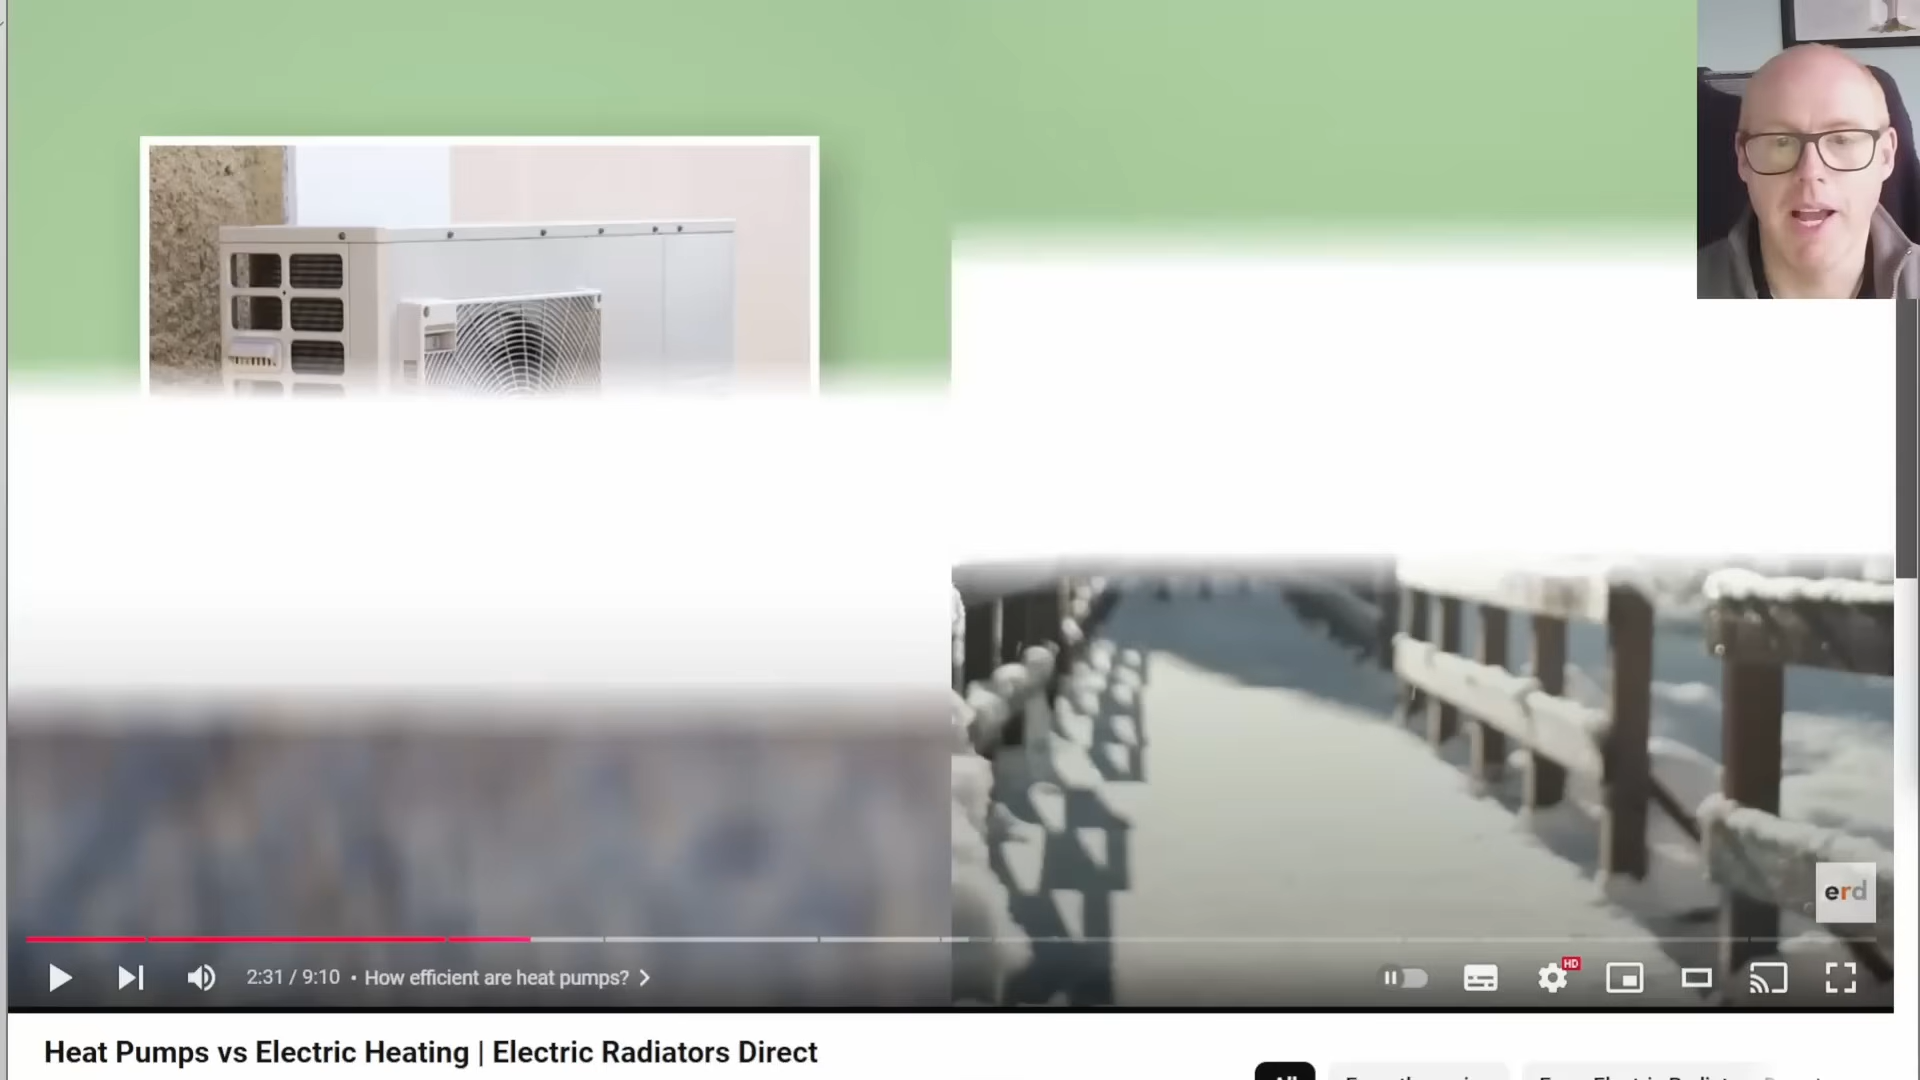 erd
2:31 / 9:10 • How efficient are heat pumps?
HD
Heat Pumps vs Electric Heating | Electric Radiators Direct
All